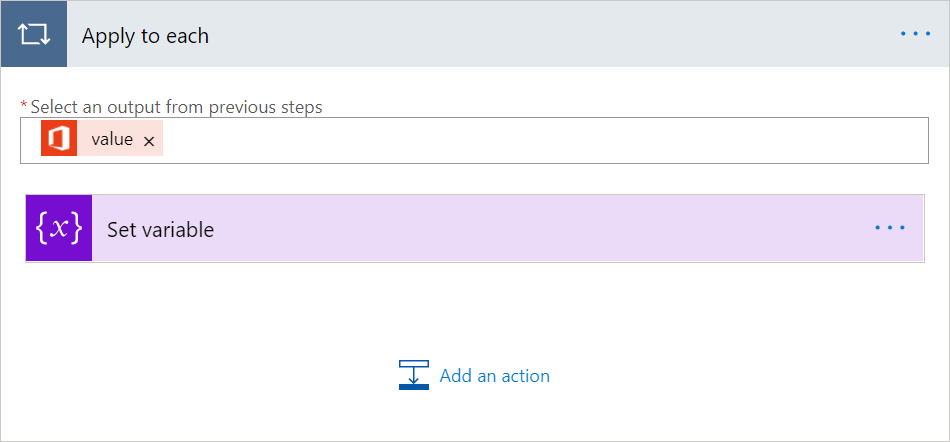 Apply to each
* Select an output from previous steps
value ×
{x} Set variable
Add an action